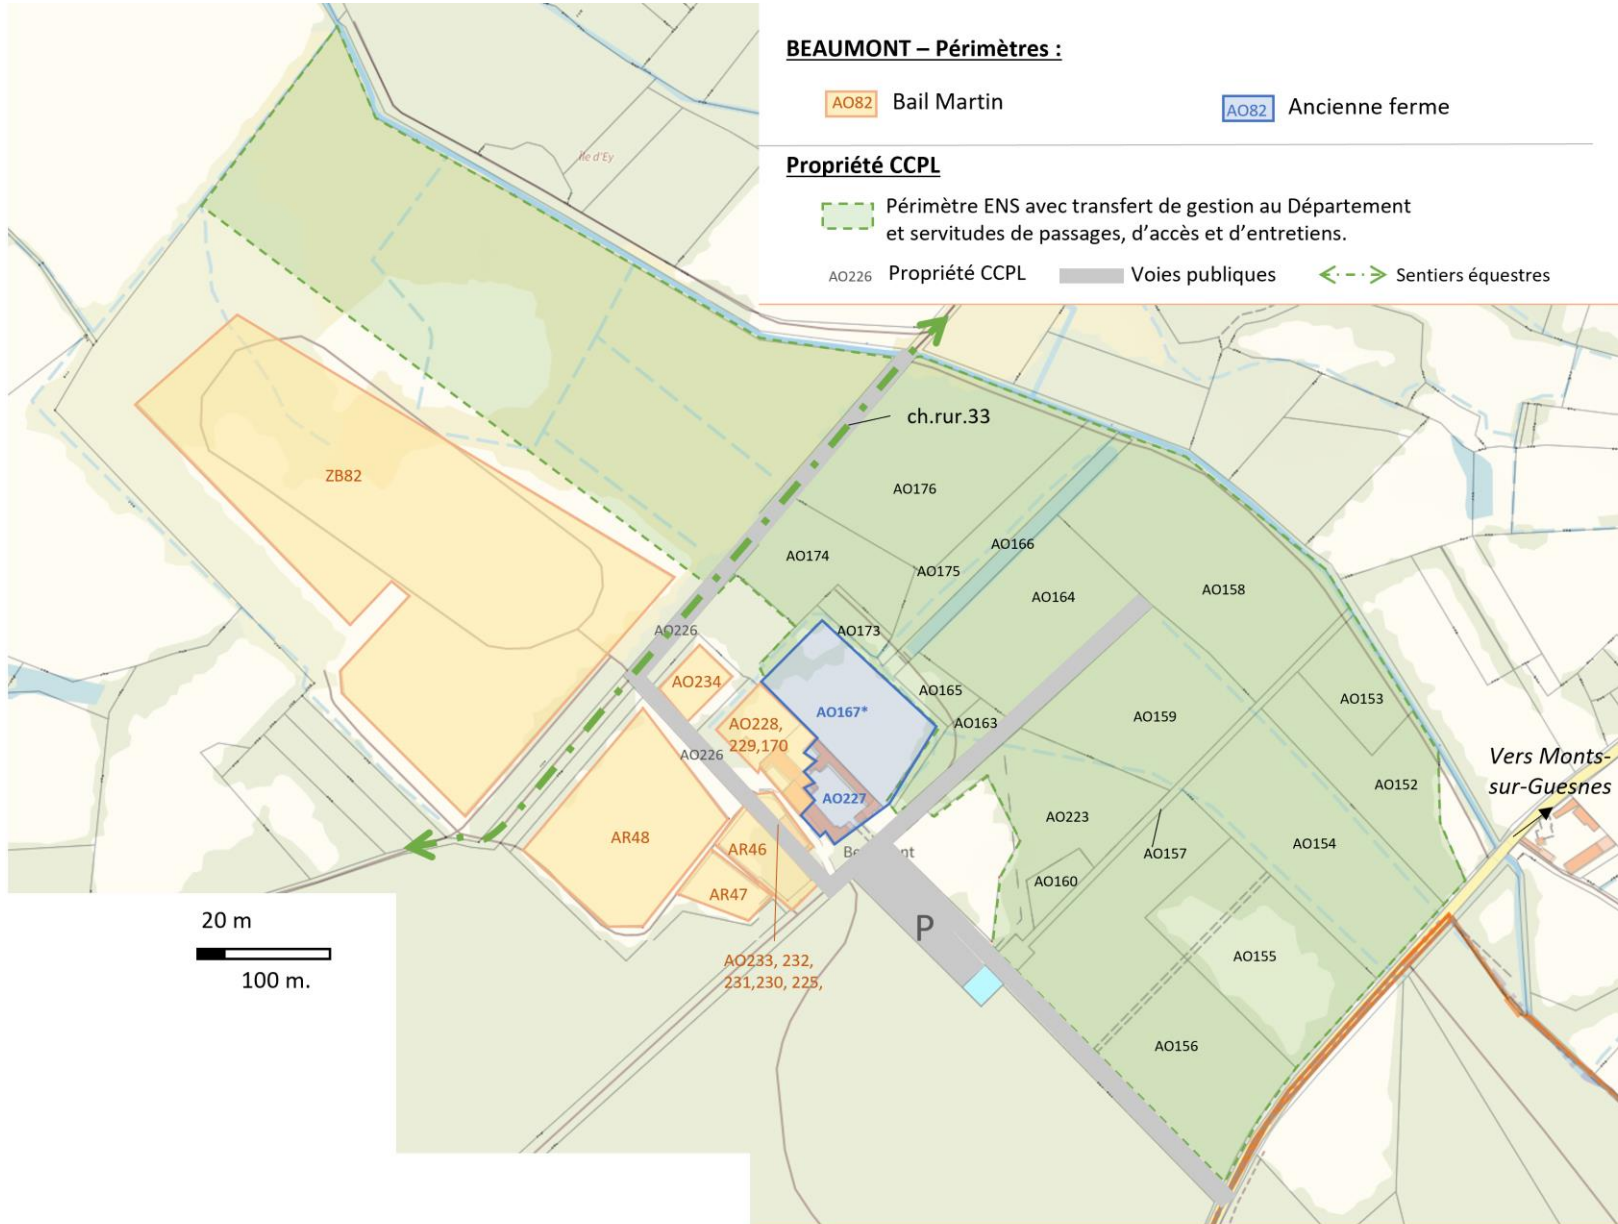 BEAUMONT – Périmètres :
AO82 Bail Martin
AO82 Ancienne ferme
Propriété CCPL
Périmètre ENS avec transfert de gestion au Département
et servitudes de passages, d'accès et d'entretiens.
AO226 Propriété CCPL
Voies publiques
Sentiers équestres
Île d'Ey
ch.rur.33
ZB82
AO176
AO174
AO175
AO166
AO164
AO158
AO226
AO173
AO234
AO165
AO163
AO167*
AO228,
229,170
AO226
AO159
AO153
AO152
Vers Monts-
sur-Guesnes
AO227
AR48
AR46
AR47
AO223
AO157
AO154
AO160
P
AO155
AO156
AO233, 232,
231,230, 225,
20 m
100 m.